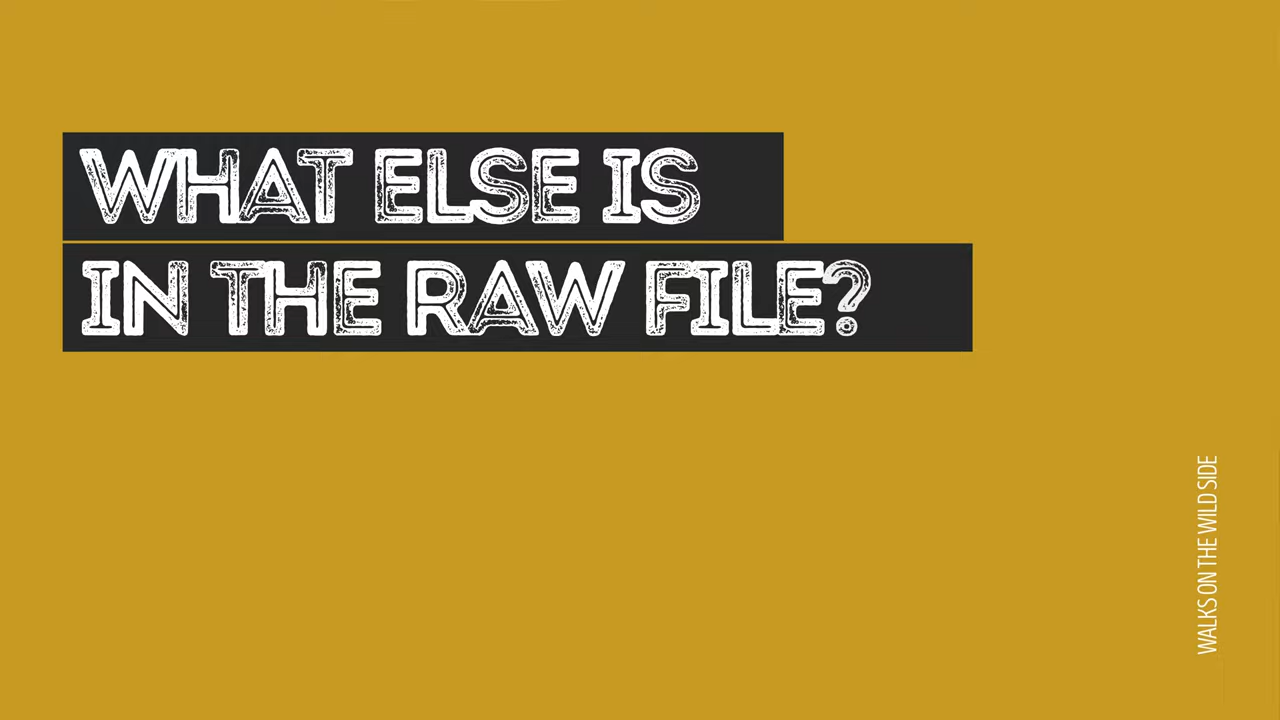 WHAT ELSE IS
IN THE RAW FILE?
WALKS ON THE WILD SIDE